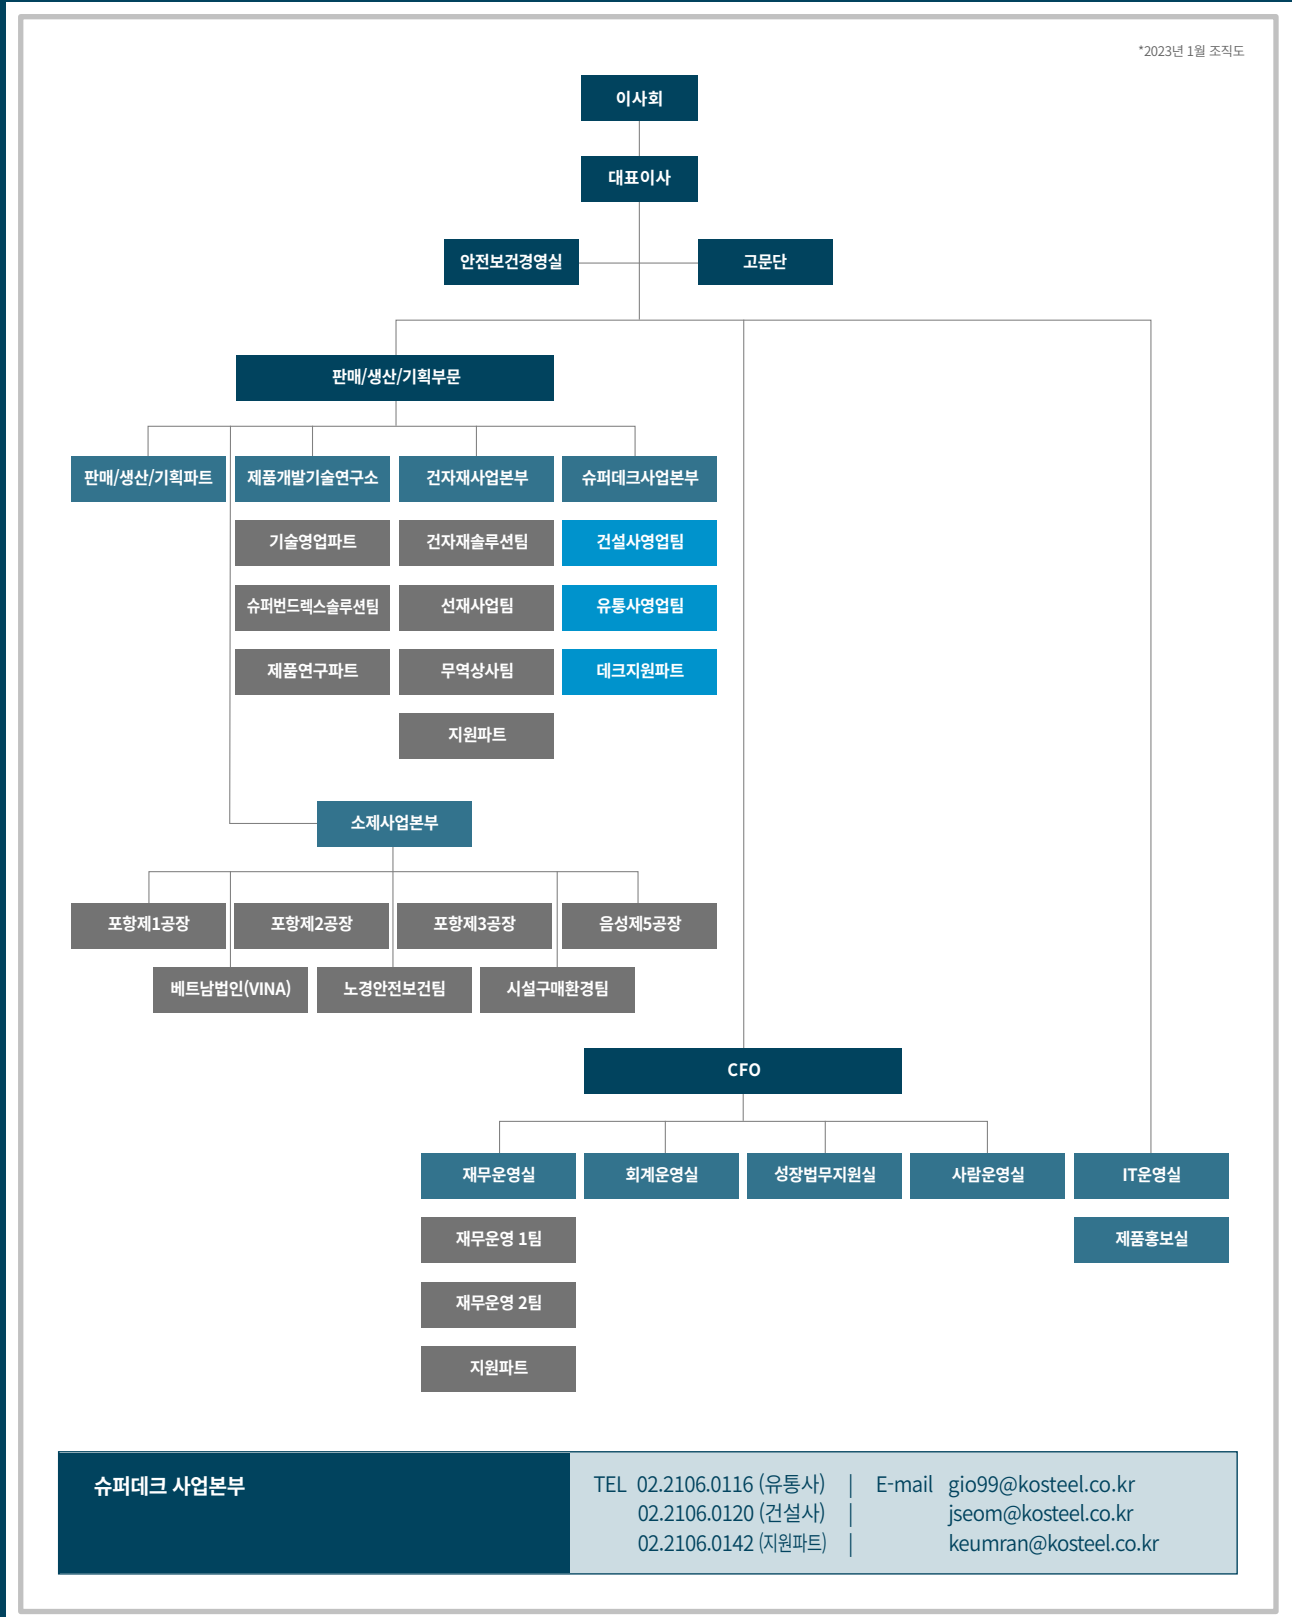 *2023년 1월 조직도
이사회
대표이사
안전보건경영실
고문단
판매/생산/기획부문
판매/생산/기획파트
제품개발기술연구소
건자재사업본부
슈퍼데크사업본부
기술영업파트
건자재솔루션팀
건설사영업팀
슈퍼번드렉스솔루션팀
선재사업팀
유통사영업팀
제품연구파트
무역상사팀
데크지원파트
지원파트
소제사업본부
포항제1공장
포항제2공장
포항제3공장
음성제5공장
베트남법인(VINA)
노경안전보건팀
시설구매환경팀
CFO
재무운영실
회계운영실
성장법무지원실
사람운영실
IT운영실
재무운영 1팀
제품홍보실
재무운영 2팀
지원파트
슈퍼데크 사업본부
TEL 02.2106.0116 (유통사) | E-mail gio99@kosteel.co.kr
02.2106.0120 (건설사) | jseom@kosteel.co.kr
02.2106.0142 (지원파트) | keumran@kosteel.co.kr